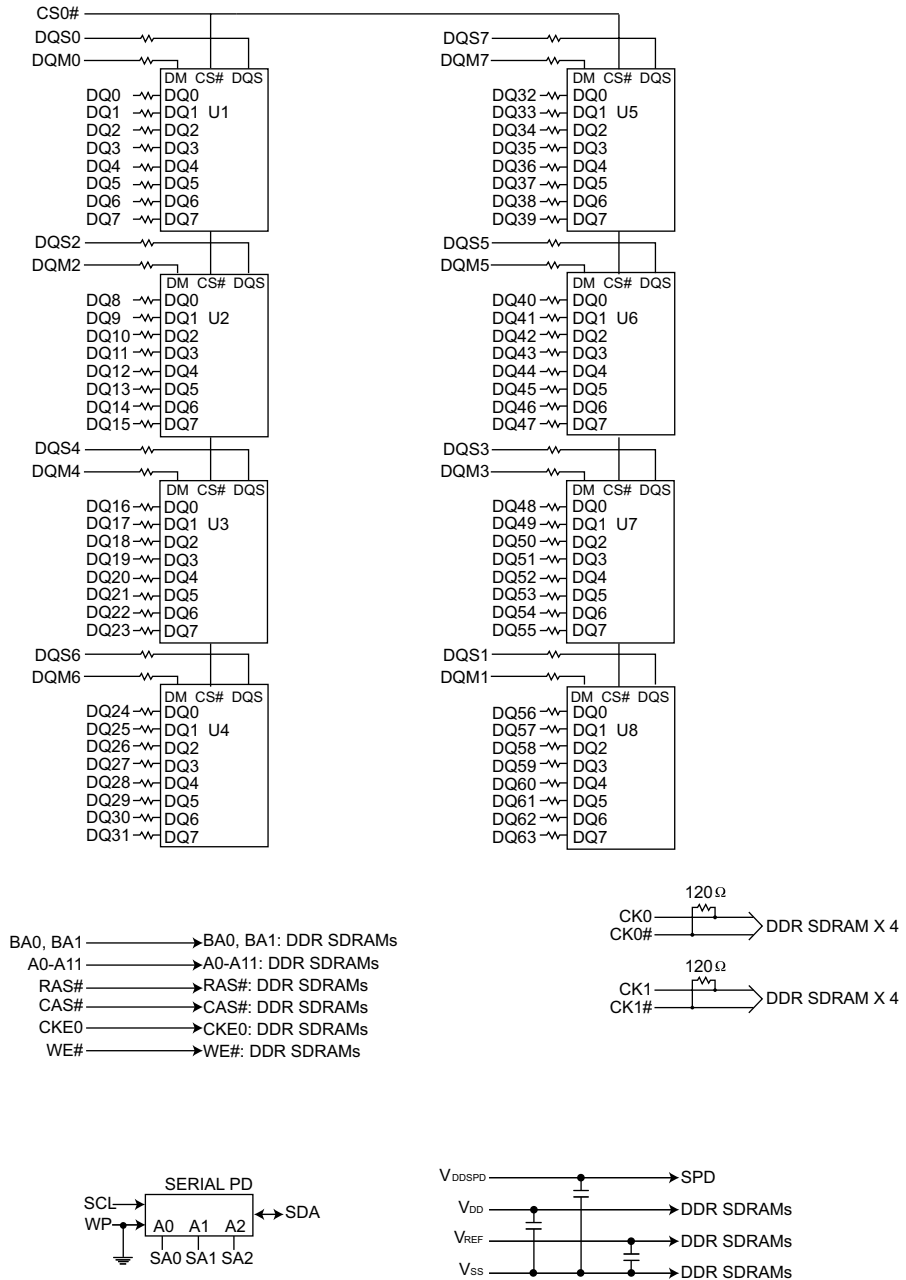 CS0#
DQS0
DQM0
DM CS# DQS
DQ0 DQ0
DQ1 DQ1 U1
DQ2 DQ2
DQ3 DQ3
DQ4 DQ4
DQ5 DQ5
DQ6 DQ6
DQ7 DQ7
DQS2
DQM2
DM CS# DQS
DQ8 DQ0
DQ9 DQ1 U2
DQ10 DQ2
DQ11 DQ3
DQ12 DQ4
DQ13 DQ5
DQ14 DQ6
DQ15 DQ7
DQS4
DQM4
DM CS# DQS
DQ16 DQ0
DQ17 DQ1 U3
DQ18 DQ2
DQ19 DQ3
DQ20 DQ4
DQ21 DQ5
DQ22 DQ6
DQ23 DQ7
DQS6
DQM6
DM CS# DQS
DQ24 DQ0
DQ25 DQ1 U4
DQ26 DQ2
DQ27 DQ3
DQ28 DQ4
DQ29 DQ5
DQ30 DQ6
DQ31 DQ7
DQS7
DQM7
DM CS# DQS
DQ32 DQ0
DQ33 DQ1 U5
DQ34 DQ2
DQ35 DQ3
DQ36 DQ4
DQ37 DQ5
DQ38 DQ6
DQ39 DQ7
DQS5
DQM5
DM CS# DQS
DQ40 DQ0
DQ41 DQ1 U6
DQ42 DQ2
DQ43 DQ3
DQ44 DQ4
DQ45 DQ5
DQ46 DQ6
DQ47 DQ7
DQS3
DQM3
DM CS# DQS
DQ48 DQ0
DQ49 DQ1 U7
DQ50 DQ2
DQ51 DQ3
DQ52 DQ4
DQ53 DQ5
DQ54 DQ6
DQ55 DQ7
DQS1
DQM1
DM CS# DQS
DQ56 DQ0
DQ57 DQ1 U8
DQ58 DQ2
DQ59 DQ3
DQ60 DQ4
DQ61 DQ5
DQ62 DQ6
DQ63 DQ7
BA0, BA1 BA0, BA1: DDR SDRAMs
A0-A11 A0-A11: DDR SDRAMs
RAS# RAS#: DDR SDRAMs
CAS# CAS#: DDR SDRAMs
CKE0 CKE0: DDR SDRAMs
WE# WE#: DDR SDRAMs
120 Ω
CK0
CK0#
DDR SDRAM X 4
120 Ω
CK1
CK1#
DDR SDRAM X 4
SERIAL PD
SCL
WP A0 A1 A2
SDA
SA0 SA1 SA2
VDDSPD SPD
VDD DDR SDRAMs
VREF DDR SDRAMs
VSS DDR SDRAMs